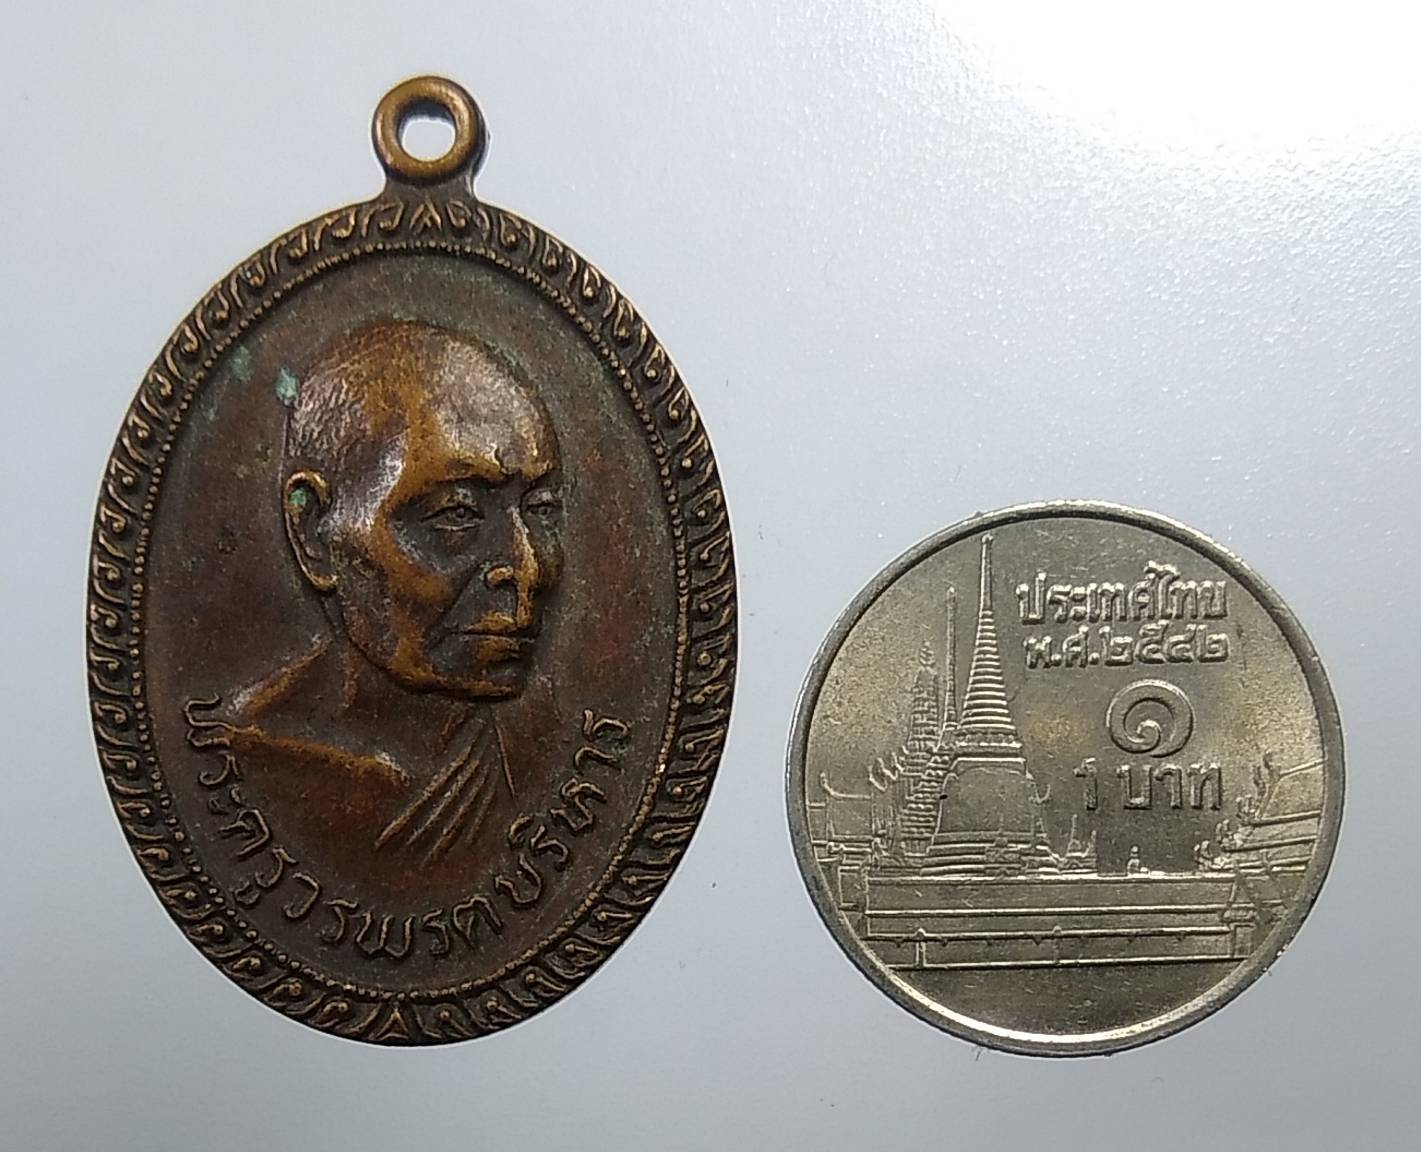 พระครูวรพรตบริหาร
ประเทศไทย
พ.ศ.๒๕๔๒
๑
1 บาท